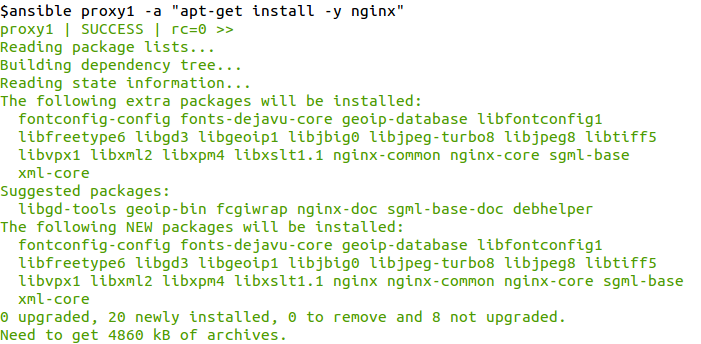 $ansible proxy1 -a "apt-get install -y nginx"
proxy1 | SUCCESS | rc=0 >>
Reading package lists...
Building dependency tree...
Reading state information...
The following extra packages will be installed:
  fontconfig-config fonts-dejavu-core geoip-database libfontconfig1
  libfreetype6 libgd3 libgeoip1 libjbig0 libjpeg-turbo8 libjpeg8 libtiff5
  libvpx1 libxml2 libxpm4 libxslt1.1 nginx-common nginx-core sgml-base
  xml-core
Suggested packages:
  libgd-tools geoip-bin fcgiwrap nginx-doc sgml-base-doc debhelper
The following NEW packages will be installed:
  fontconfig-config fonts-dejavu-core geoip-database libfontconfig1
  libfreetype6 libgd3 libgeoip1 libjbig0 libjpeg-turbo8 libjpeg8 libtiff5
  libvpx1 libxml2 libxpm4 libxslt1.1 nginx nginx-common nginx-core sgml-base
  xml-core
0 upgraded, 20 newly installed, 0 to remove and 8 not upgraded.
Need to get 4860 kB of archives.